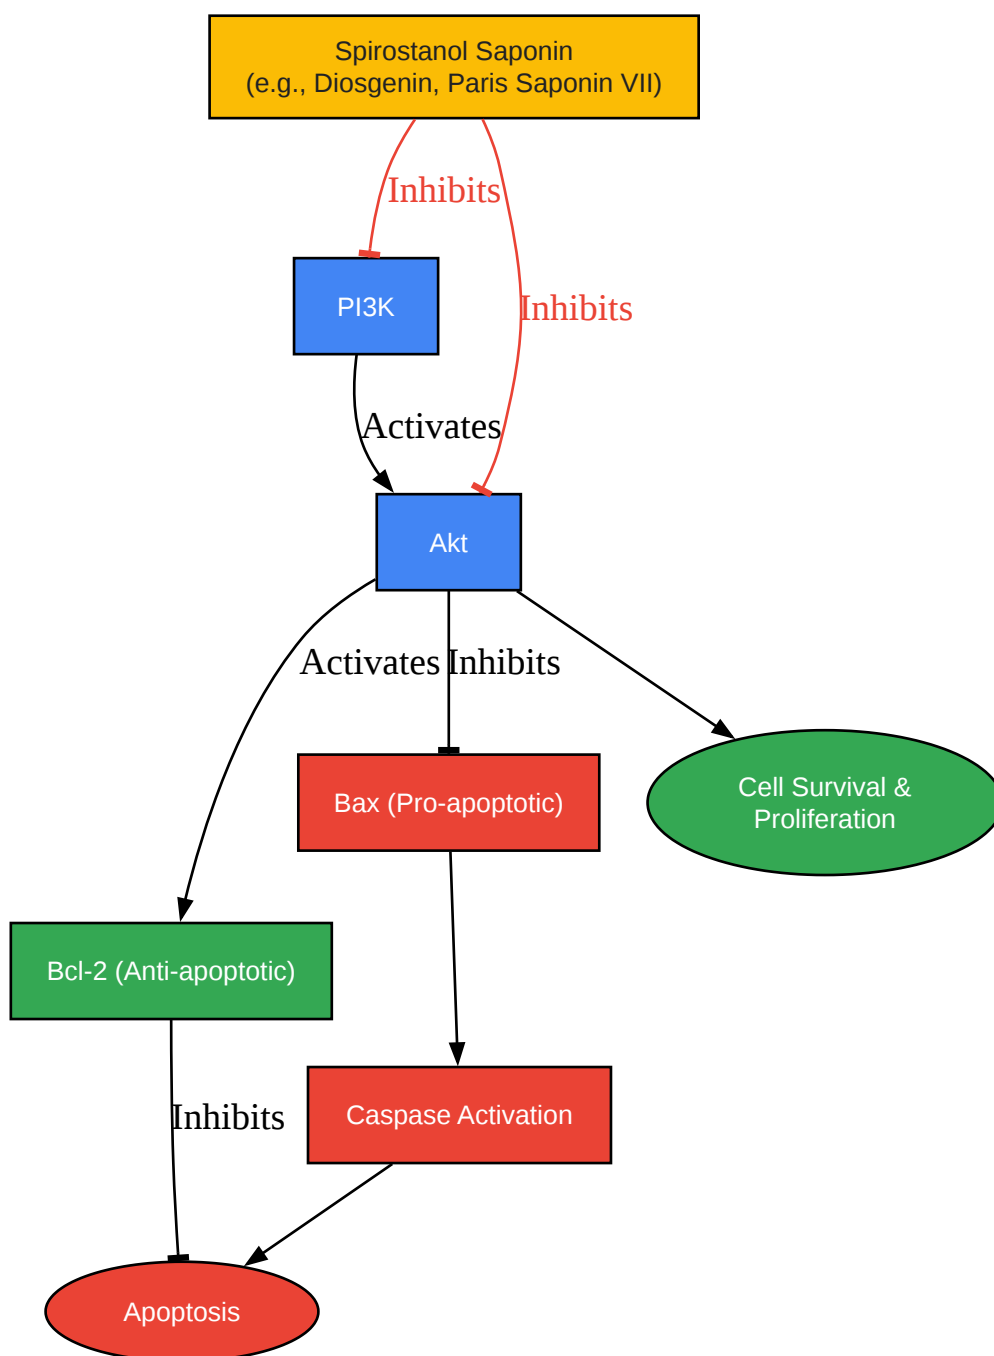 Spirostanol Saponin
(e.g., Diosgenin, Paris Saponin VII)
Inhibits
PI3K
Inhibits
Activates
Akt
Activates
Inhibits
Bax (Pro-apoptotic)
Cell Survival &
Proliferation
Bcl-2 (Anti-apoptotic)
Caspase Activation
Inhibits
Apoptosis